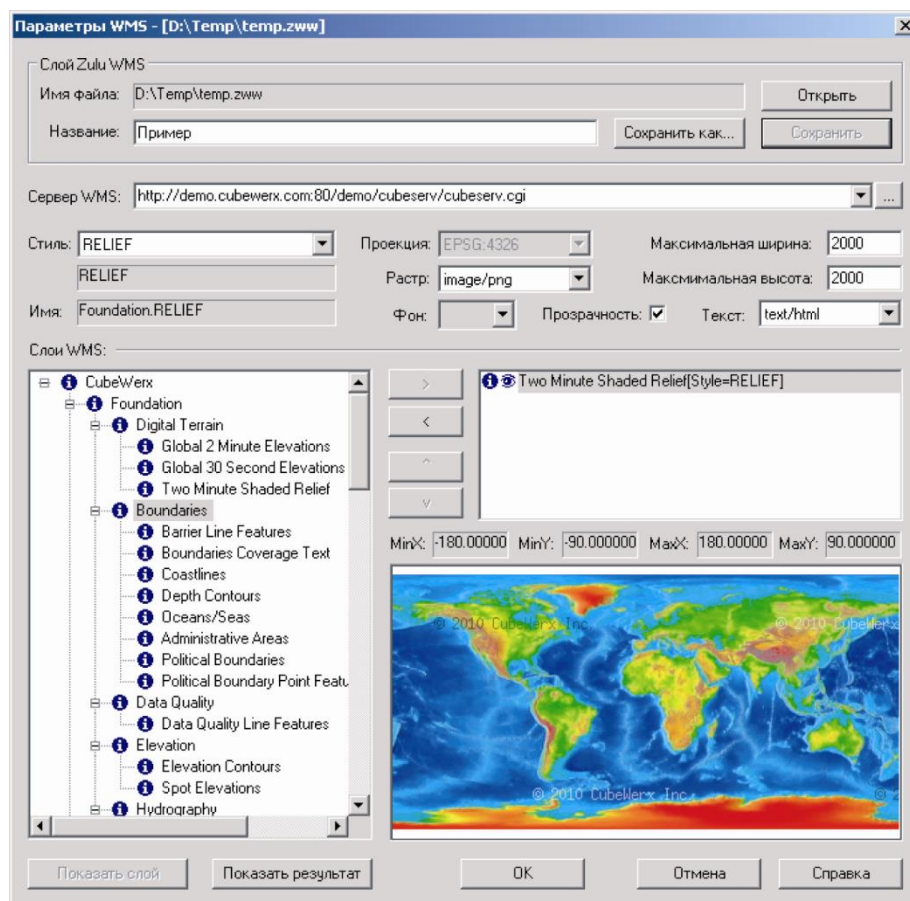 Параметры WMS - [D:\Temp\temp.zww]
Слой Zulu WMS
Имя файла: D:\Temp\temp.zww Открыть
Название: Пример Сохранить как... Сохранить
Сервер WMS: http://demo.cubewerx.com:80/demo/cubeserv/cubeserv.cgi ...
Стиль: RELIEF Проекция: EPSG:4326 Максимальная ширина: 2000
RELIEF Растр: image/png Максмимальная высота: 2000
Имя: Foundation.RELIEF Фон: Прозрачность: Текст: text/html
Слои WMS:
CubeWerx
Foundation
Digital Terrain
Global 2 Minute Elevations
Global 30 Second Elevations
Two Minute Shaded Relief
Boundaries
Barrier Line Features
Boundaries Coverage Text
Coastlines
Depth Contours
Oceans/Seas
Administrative Areas
Political Boundaries
Political Boundary Point Featu
Data Quality
Data Quality Line Features
Elevation
Elevation Contours
Spot Elevations
Hydrography
>
<
^
v
Two Minute Shaded Relief[Style=RELIEF]
MinX: -180.00000 MinY: -90.000000 MaxX: 180.00000 MaxY: 90.000000
© 2010 CubeWerx Inc. © 2010 CubeWerx
© 2010 CubeWerx Inc. © 2
Показать слой Показать результат OK Отмена Справка